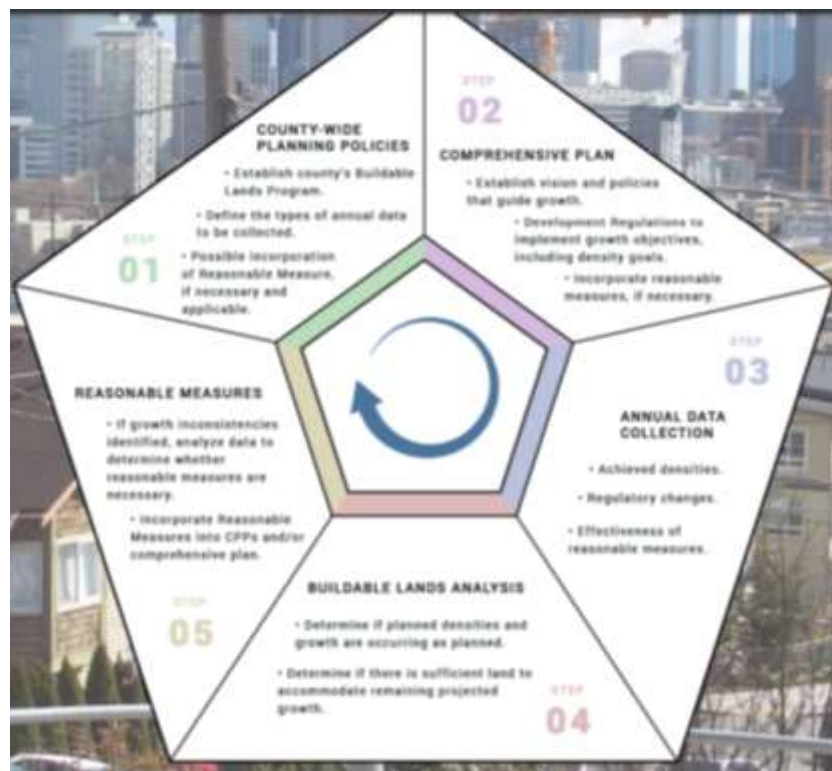 STEP
01
COUNTY-WIDE
PLANNING POLICIES
• Establish county's Buildable
Lands Program.
• Define the types of annual data
to be collected.
• Possible incorporation
of Reasonable Measure,
if necessary and
applicable.
STEP
02
COMPREHENSIVE PLAN
• Establish vision and policies
that guide growth.
• Development Regulations to
implement growth objectives,
including density goals.
• Incorporate reasonable
measures, if necessary.
STEP
03
ANNUAL DATA
COLLECTION
• Achieved densities.
• Regulatory changes.
• Effectiveness of
reasonable measures.
BUILDABLE LANDS ANALYSIS
• Determine if planned densities and
growth are occurring as planned.
• Determine if there is sufficient land to
accommodate remaining projected
growth.
STEP
04
REASONABLE MEASURES
• If growth inconsistencies
identified, analyze data to
determine whether
reasonable measures are
necessary.
• Incorporate Reasonable
Measures into CPPs and/or
comprehensive plan.
STEP
05